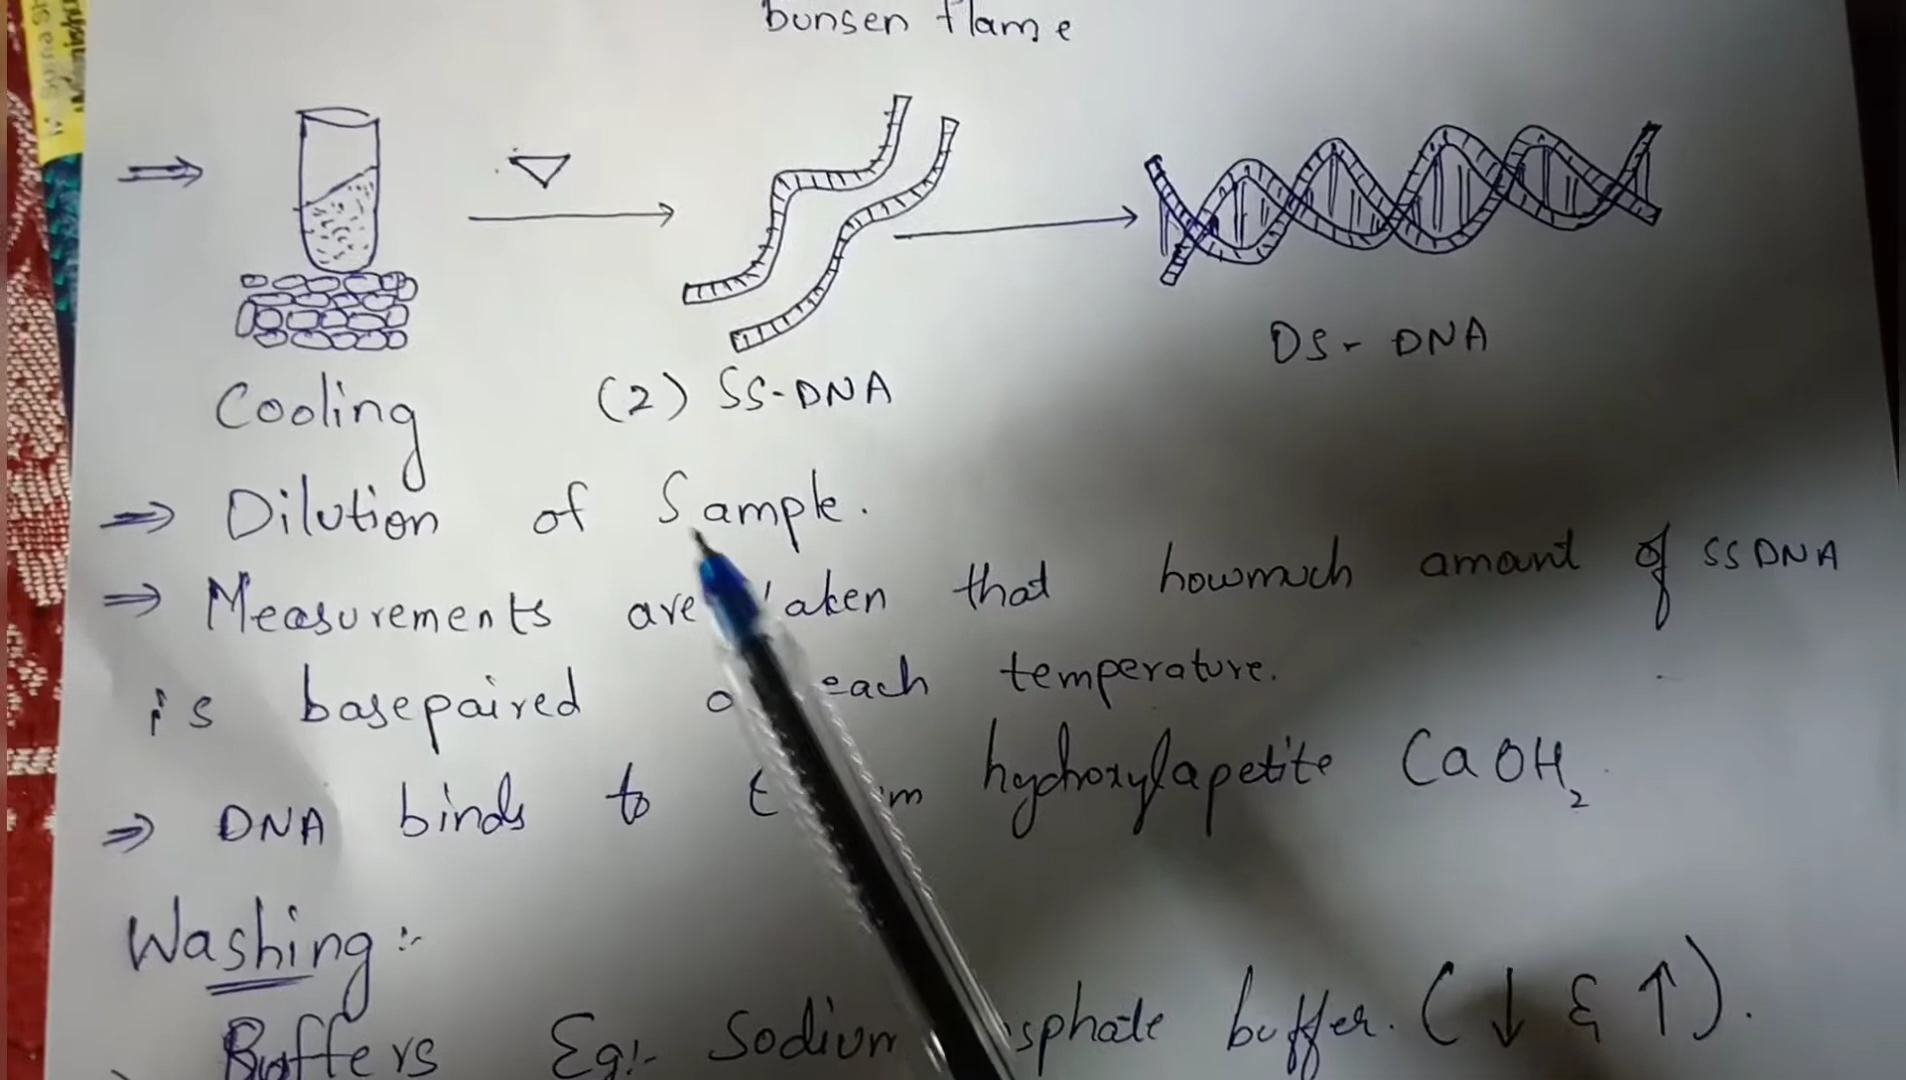 bunsen flame
⇒ ▽ → →
DS- DNA
Cooling (2) SS-DNA
⇒ Dilution of Sample.
⇒ Measurements are taken that howmuch amount of SSDNA
is basepaired each temperature.
⇒ DNA binds to hydroxylapetite CaOH₂
Washing :-
Buffers Eg:- Sodium buffer. (↓ & ↑).